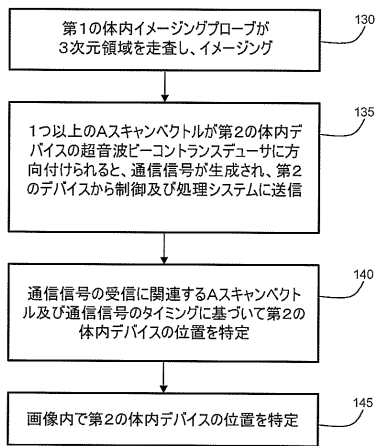 第1の体内イメージングプローブが
3次元領域を走査し、イメージング
130
1つ以上のAスキャンベクトルが第2の体内デ
バイスの超音波ビーコントランスデューサに方
向付けられると、通信信号が生成され、第2
のデバイスから制御及び処理システムに送信
135
通信信号の受信に関連するAスキャンベクト
ル及び通信信号のタイミングに基づいて第2の
体内デバイスの位置を特定
140
画像内で第2の体内デバイスの位置を特定
145